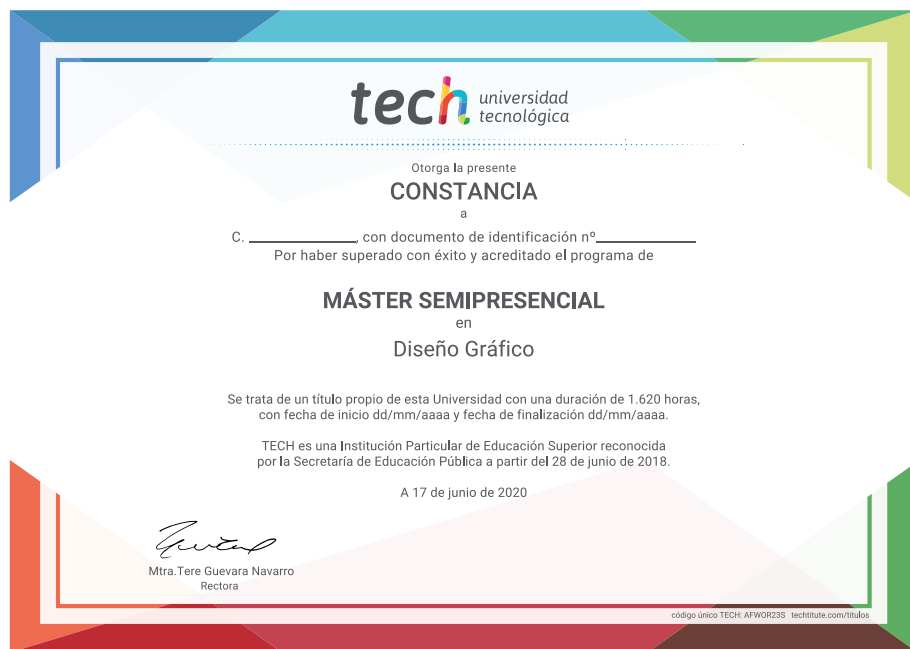 tech universidad
tecnológica
Otorga la presente
CONSTANCIA
a
C. ______________, con documento de identificación nº_____________
Por haber superado con éxito y acreditado el programa de
MÁSTER SEMIPRESENCIAL
en
Diseño Gráfico
Se trata de un título propio de esta Universidad con una duración de 1.620 horas,
con fecha de inicio dd/mm/aaaa y fecha de finalización dd/mm/aaaa.
TECH es una Institución Particular de Educación Superior reconocida
por la Secretaría de Educación Pública a partir del 28 de junio de 2018.
A 17 de junio de 2020
Mtra.Tere Guevara Navarro
Rectora
código único TECH: AFWOR23S techtitute.com/titulos